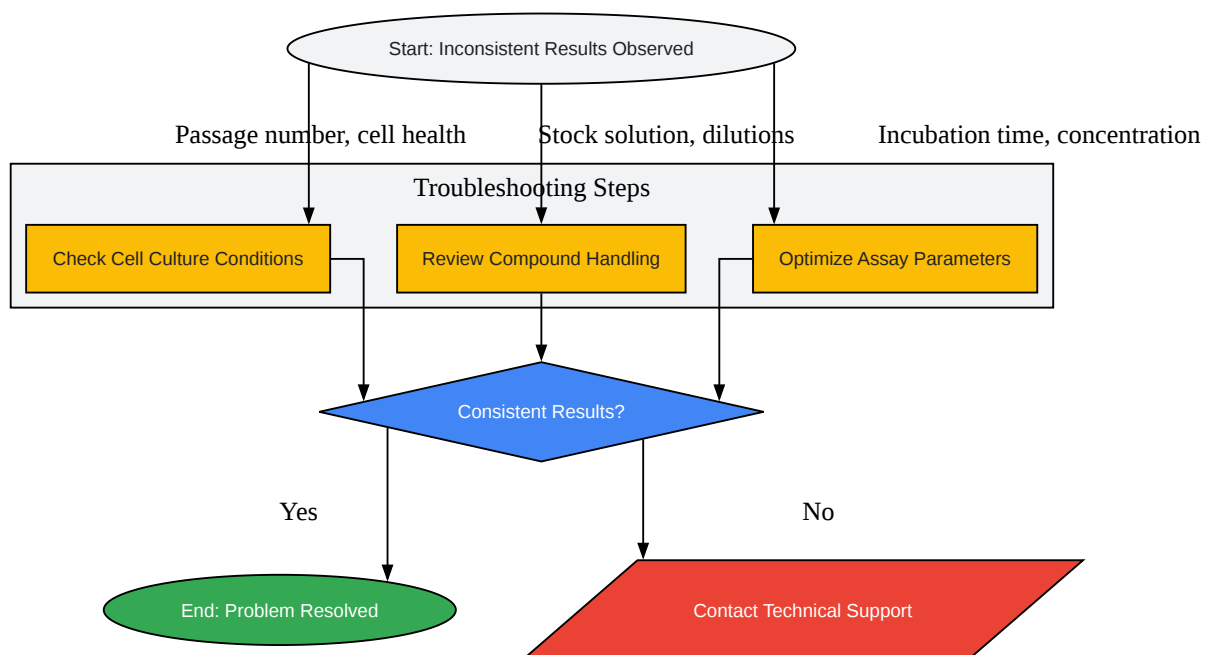 Start: Inconsistent Results Observed
Passage number, cell health
Stock solution, dilutions
Incubation time, concentration
Troubleshooting Steps
Check Cell Culture Conditions
Review Compound Handling
Optimize Assay Parameters
Consistent Results?
Yes
No
End: Problem Resolved
Contact Technical Support